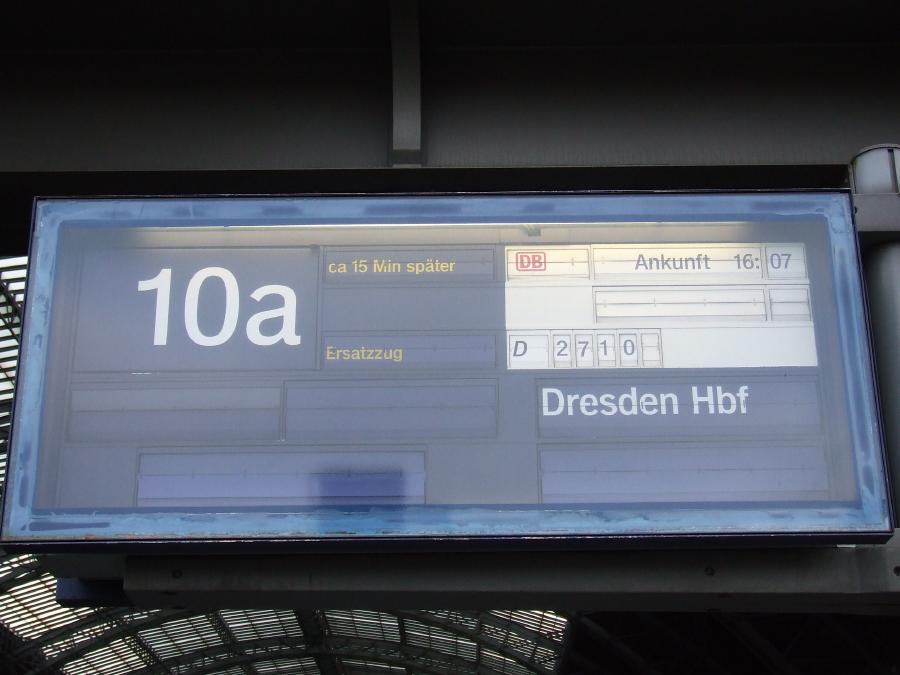 10a
ca 15 Min später
DB Ankunft 16:07
Ersatzzug
D 2710
Dresden Hbf